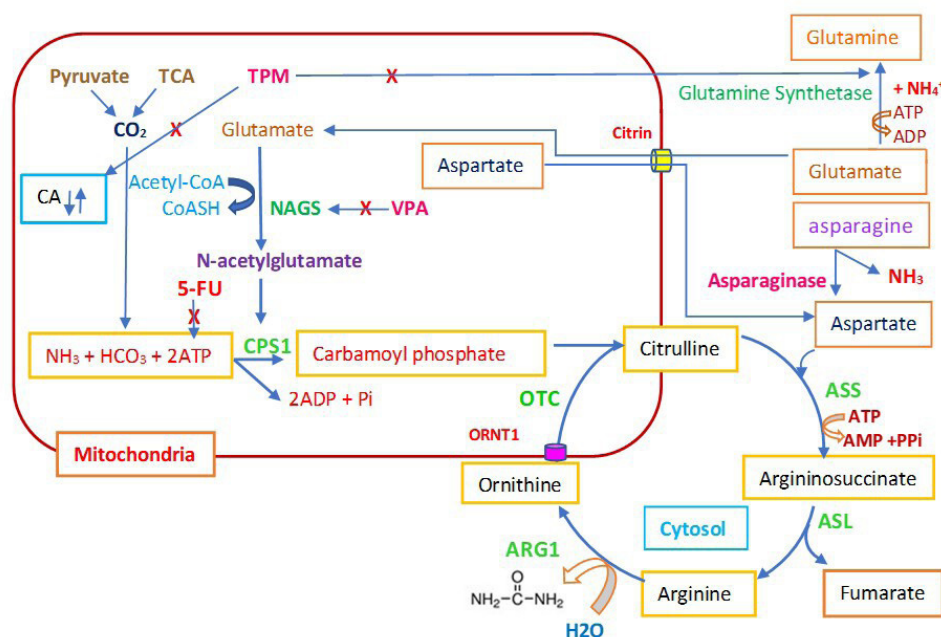 Glutamine
Pyruvate TCA TPM X
Glutamine Synthetase
+ NH₄⁺
ATP
ADP
CO₂ X Glutamate Citrin
Aspartate Glutamate
CA
Acetyl-CoA
CoASH
NAGS X VPA
asparagine
N-acetylglutamate
Asparaginase NH₃
5-FU
X
Aspartate
NH₃ + HCO₃ + 2ATP CPS1 Carbamoyl phosphate Citrulline
2ADP + Pi
OTC ASS
ATP
AMP +PPi
Mitochondria ORNT1
Ornithine Argininosuccinate
Cytosol ASL
ARG1
O
NH₂-C-NH₂
Arginine Fumarate
H2O